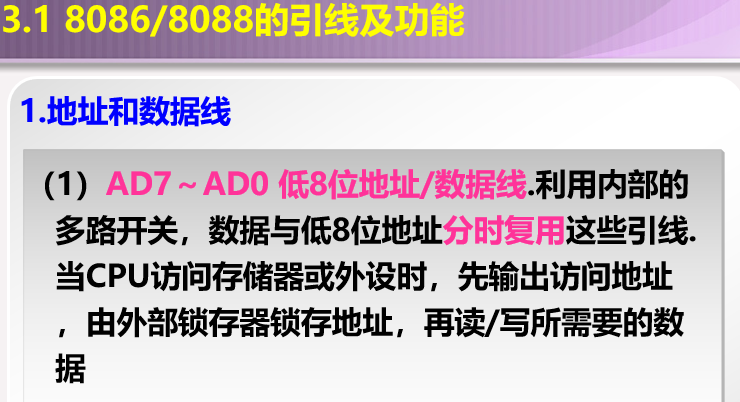 3.1 8086/8088的引线及功能
1.地址和数据线
（1）AD7～AD0 低8位地址/数据线.利用内部的
多路开关，数据与低8位地址分时复用这些引线.
当CPU访问存储器或外设时，先输出访问地址
，由外部锁存器锁存地址，再读/写所需要的数
据